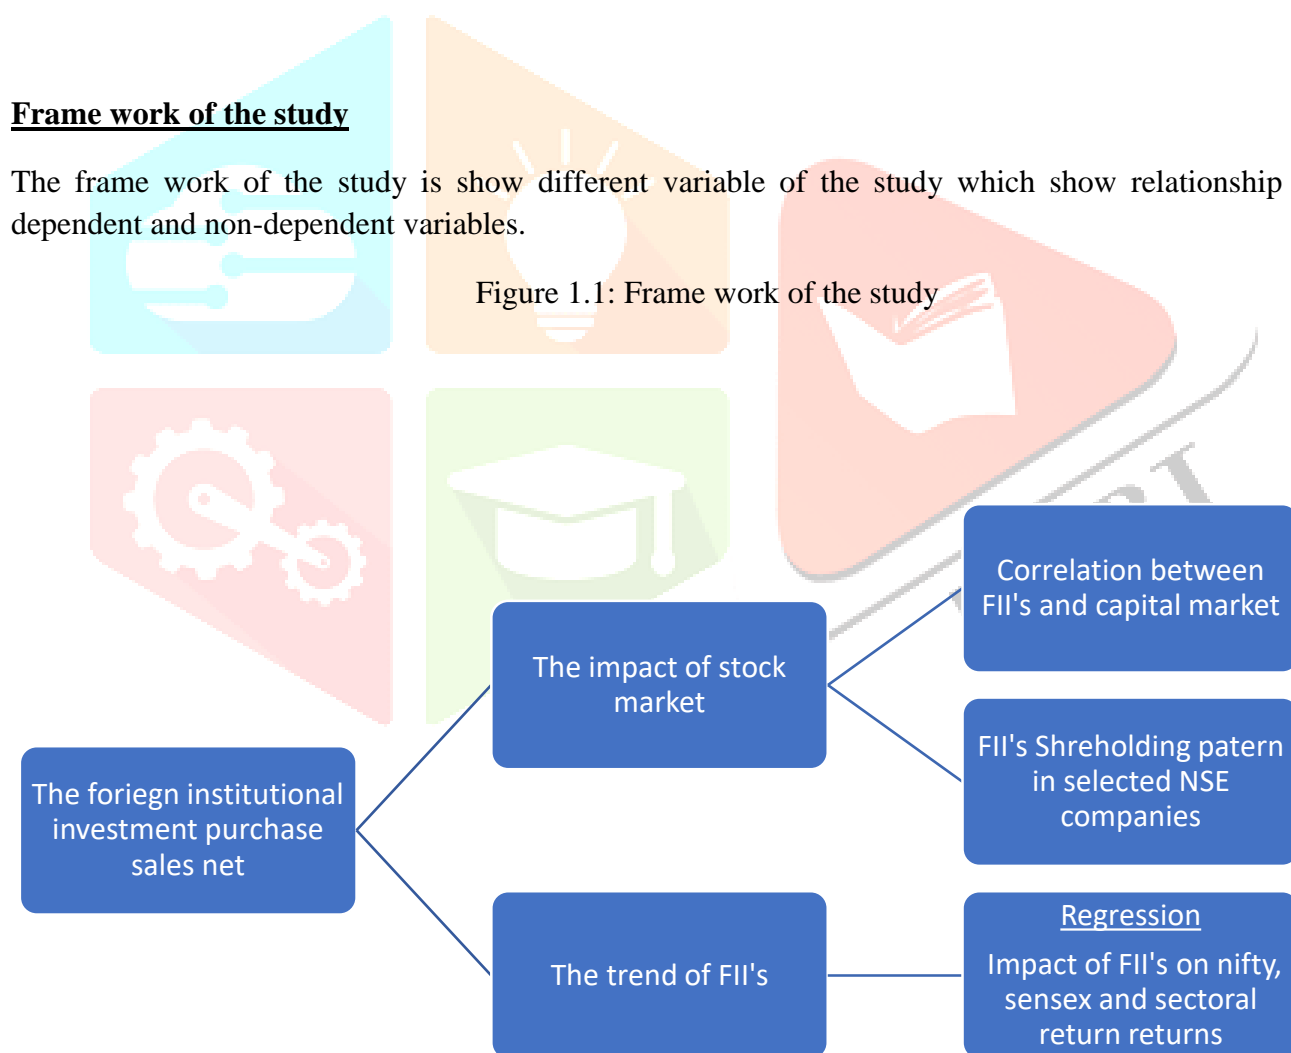 Frame work of the study
The frame work of the study is show different variable of the study which show relationship
dependent and non-dependent variables.
Figure 1.1: Frame work of the study
Correlation between
FII's and capital market
The impact of stock
market
FII's Shreholding patern
in selected NSE
companies
The foriegn institutional
investment purchase
sales net
The trend of FII's
Regression
Impact of FII's on nifty,
sensex and sectoral
return returns